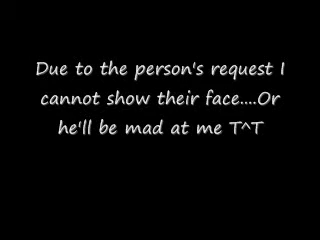 Due to the person's request I
cannot show their face....Or
he'll be mad at me T^T